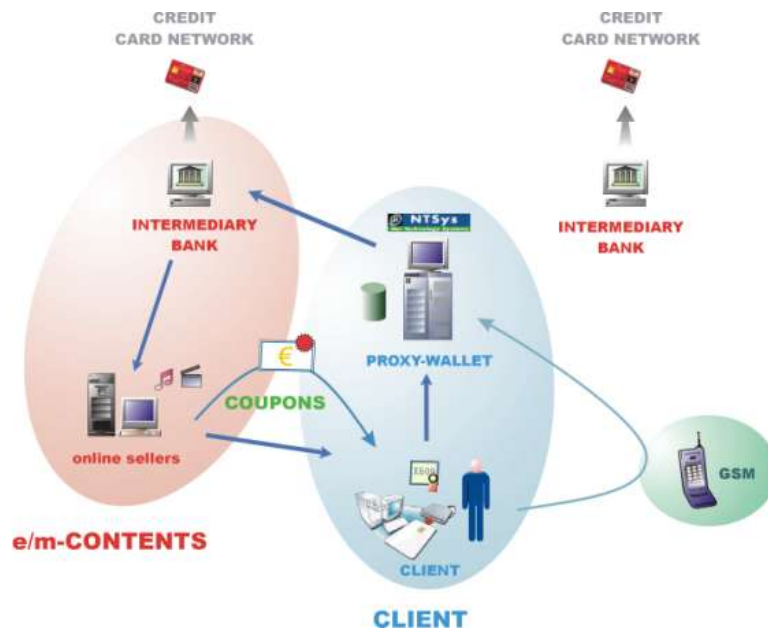 CREDIT
CARD NETWORK
CREDIT
CARD NETWORK
INTERMEDIARY
BANK
INTERMEDIARY
BANK
NTSys
PROXY-WALLET
€
COUPONS
online sellers
GSM
e/m-CONTENTS
CLIENT
CLIENT